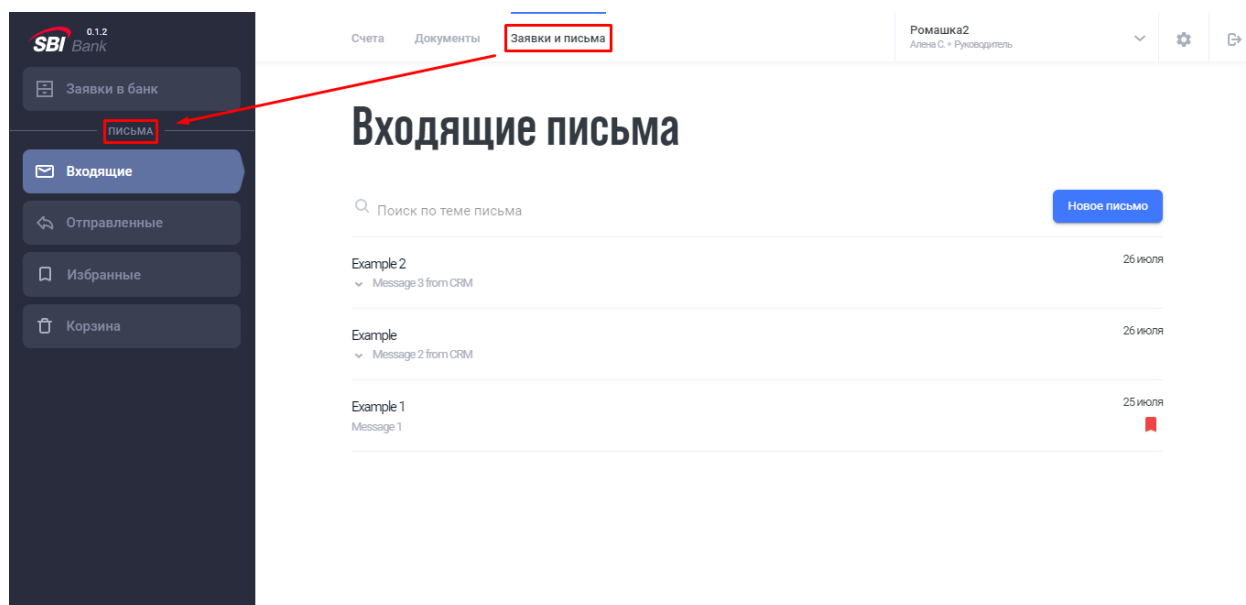 0.1.2
SBI Bank
Заявки в банк
ПИСЬМА
Входящие
Отправленные
Избранные
Корзина
Счета Документы Заявки и письма
Ромашка2
Алена С. • Руководитель
Входящие письма
Поиск по теме письма
Новое письмо
Example 2 26 июля
Message 3 from CRM
Example 26 июля
Message 2 from CRM
Example 1 25 июля
Message 1